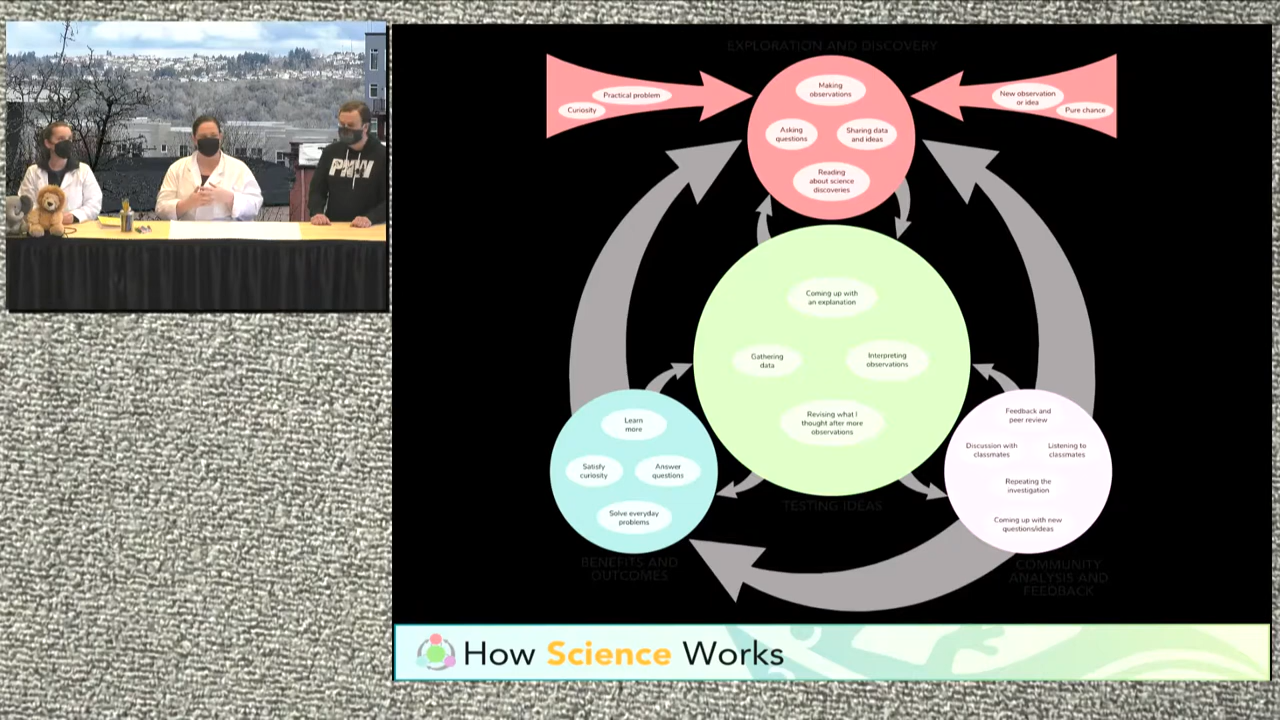 EXPLORATION AND DISCOVERY
Practical problem
Curiosity
Making
observations
New observation
or idea
Pure chance
Asking
questions
Sharing data
and ideas
Reading
about science
discoveries
PNW
Coming up with
an explanation
Gathering
data
Interpreting
observations
Revising what I
thought after more
observations
TESTING IDEAS
Learn
more
Satisfy
curiosity
Answer
questions
Solve everyday
problems
BENEFITS AND
OUTCOMES
Feedback and
peer review
Discussion with
classmates
Listening to
classmates
Repeating the
investigation
Coming up with new
questions/ideas
COMMUNITY
ANALYSIS AND
FEEDBACK
How Science Works